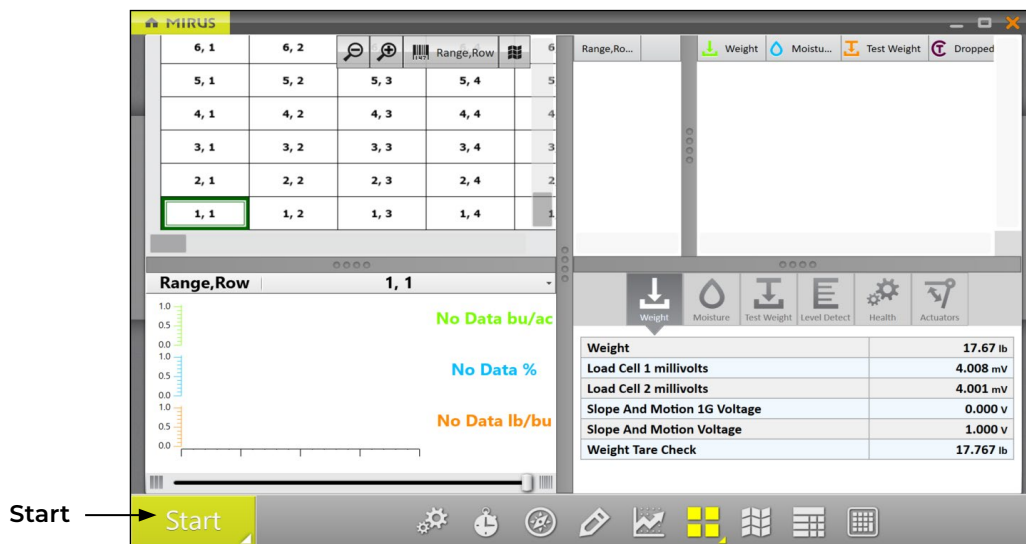 MIRUS
6, 1 6, 2 Range,Row 6
5, 1 5, 2 5, 3 5, 4 5
4, 1 4, 2 4, 3 4, 4 4
3, 1 3, 2 3, 3 3, 4 3
2, 1 2, 2 2, 3 2, 4 2
1, 1 1, 2 1, 3 1, 4 1
Range,Ro... Weight Moistu... Test Weight Dropped
Range,Row 1, 1
1.0
0.5
0.0
No Data bu/ac
1.0
0.5
0.0
No Data %
1.0
0.5
0.0
No Data lb/bu
Weight Moisture Test Weight Level Detect Health Actuators
Weight 17.67 lb
Load Cell 1 millivolts 4.008 mV
Load Cell 2 millivolts 4.001 mV
Slope And Motion 1G Voltage 0.000 V
Slope And Motion Voltage 1.000 V
Weight Tare Check 17.767 lb
Start
Start